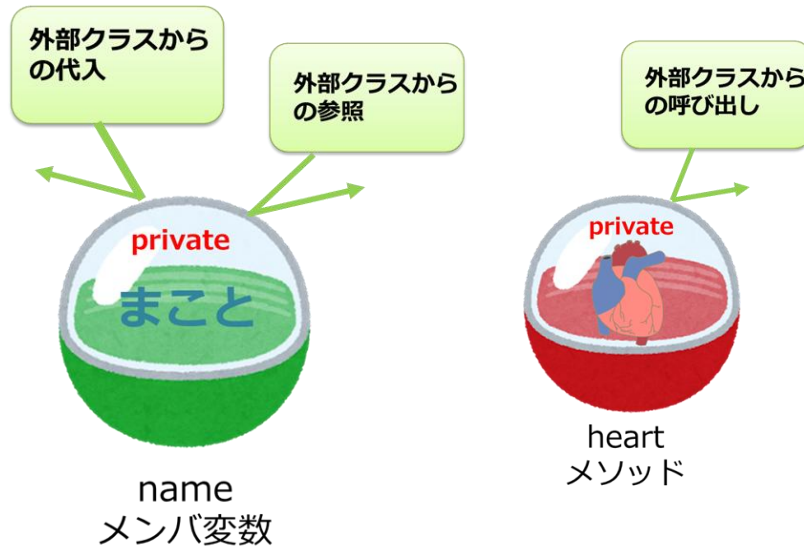 外部クラスから
の代入
外部クラスから
の参照
外部クラスから
の呼び出し
private
まこと
private
name
メンバ変数
heart
メソッド